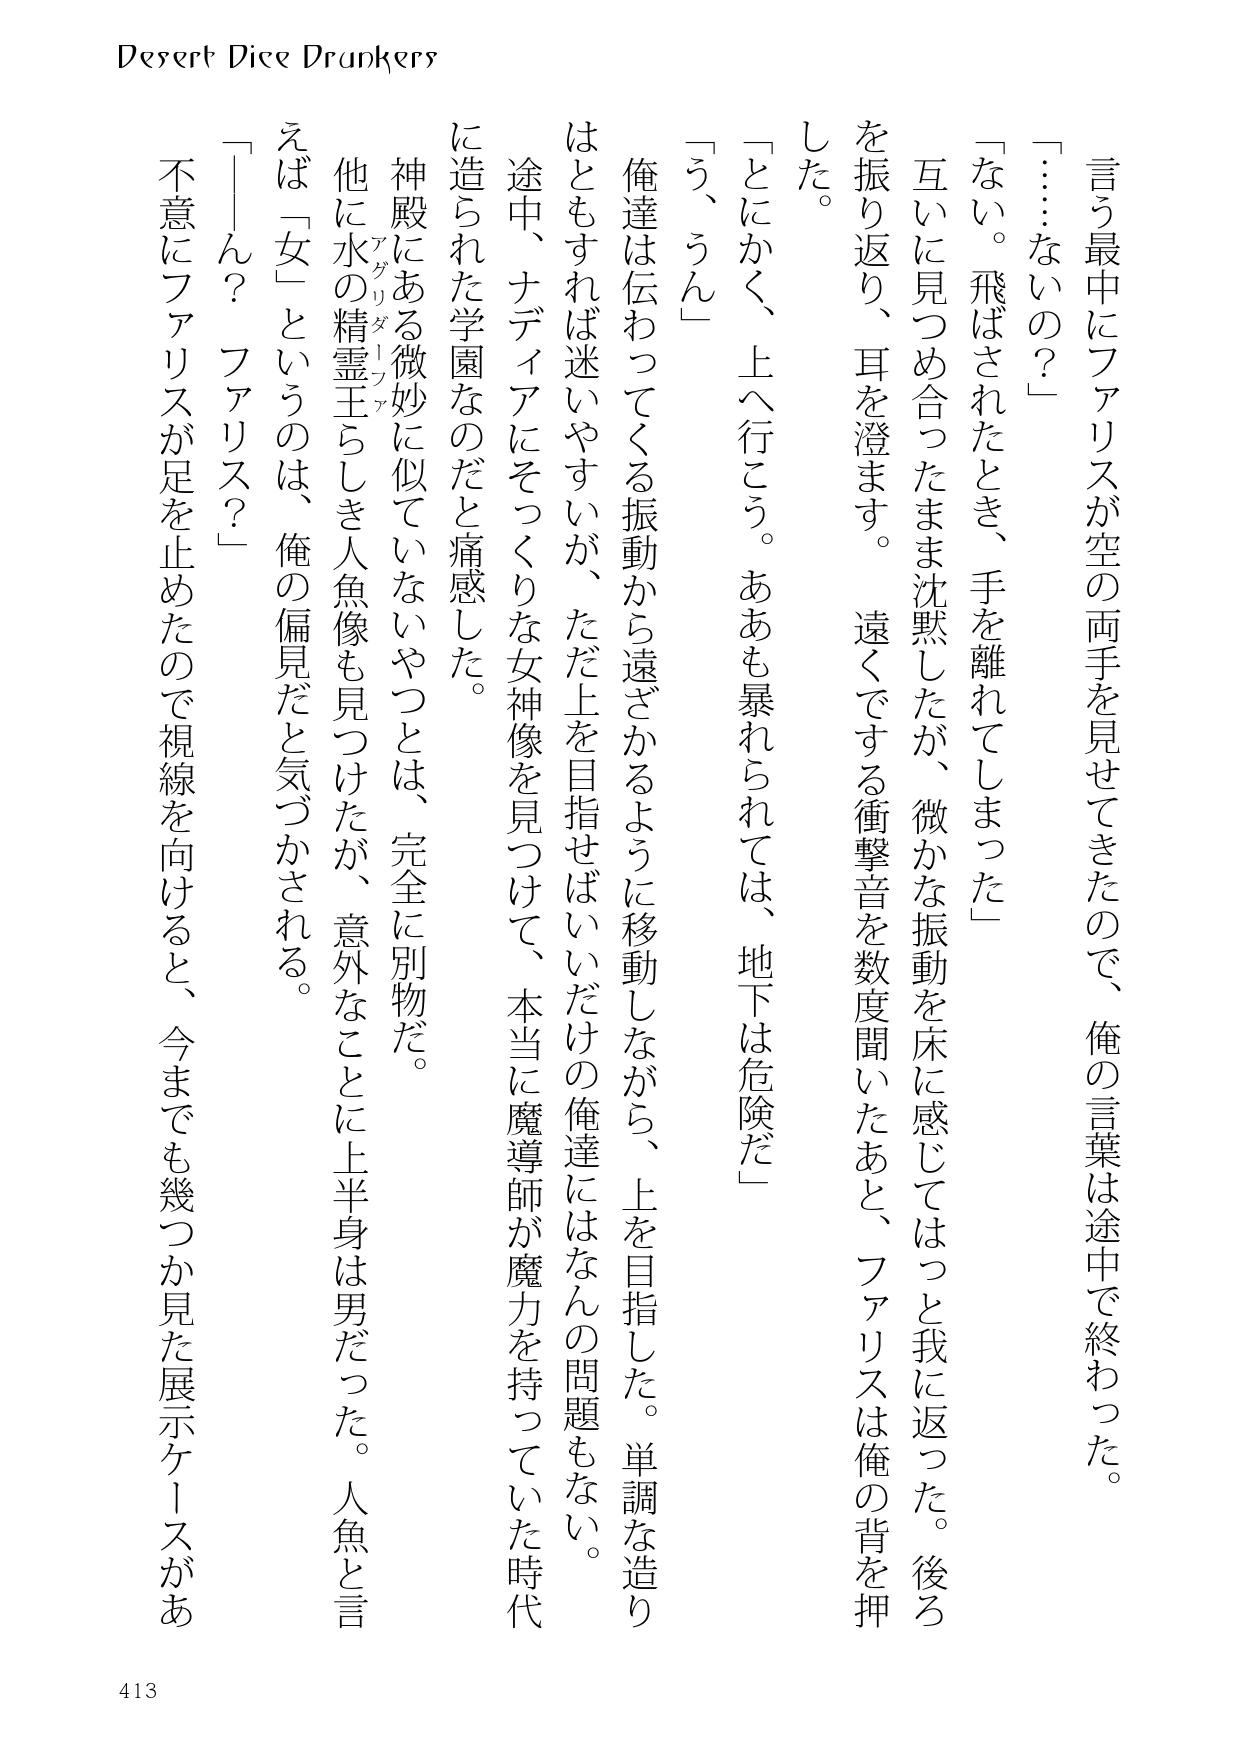 Desert Dice Drunkers
　言う最中にファリスが空の両手を見せてきたので、俺の言葉は途中で終わった。
「……ないの？」
「ない。飛ばされたとき、手を離れてしまった」
　互いに見つめ合ったまま沈黙したが、微かな振動を床に感じてはっと我に返った。後ろ
を振り返り、耳を澄ます。　遠くでする衝撃音を数度聞いたあと、ファリスは俺の背を押
した。
「とにかく、上へ行こう。ああも暴れられては、地下は危険だ」
「う、うん」
　俺達は伝わってくる振動から遠ざかるように移動しながら、上を目指した。単調な造り
はともすれば迷いやすいが、ただ上を目指せばいいだけの俺達にはなんの問題もない。
　途中、ナディアにそっくりな女神像を見つけて、本当に魔導師が魔力を持っていた時代
に造られた学園なのだと痛感した。
　神殿にある微妙に似ていないやつとは、完全に別物だ。
　他に水の精霊王アグリダーファらしき人魚像も見つけたが、意外なことに上半身は男だった。人魚と言
えば「女」というのは、俺の偏見だと気づかされる。
「――ん？　ファリス？」
　不意にファリスが足を止めたので視線を向けると、今までも幾つか見た展示ケースがあ
413